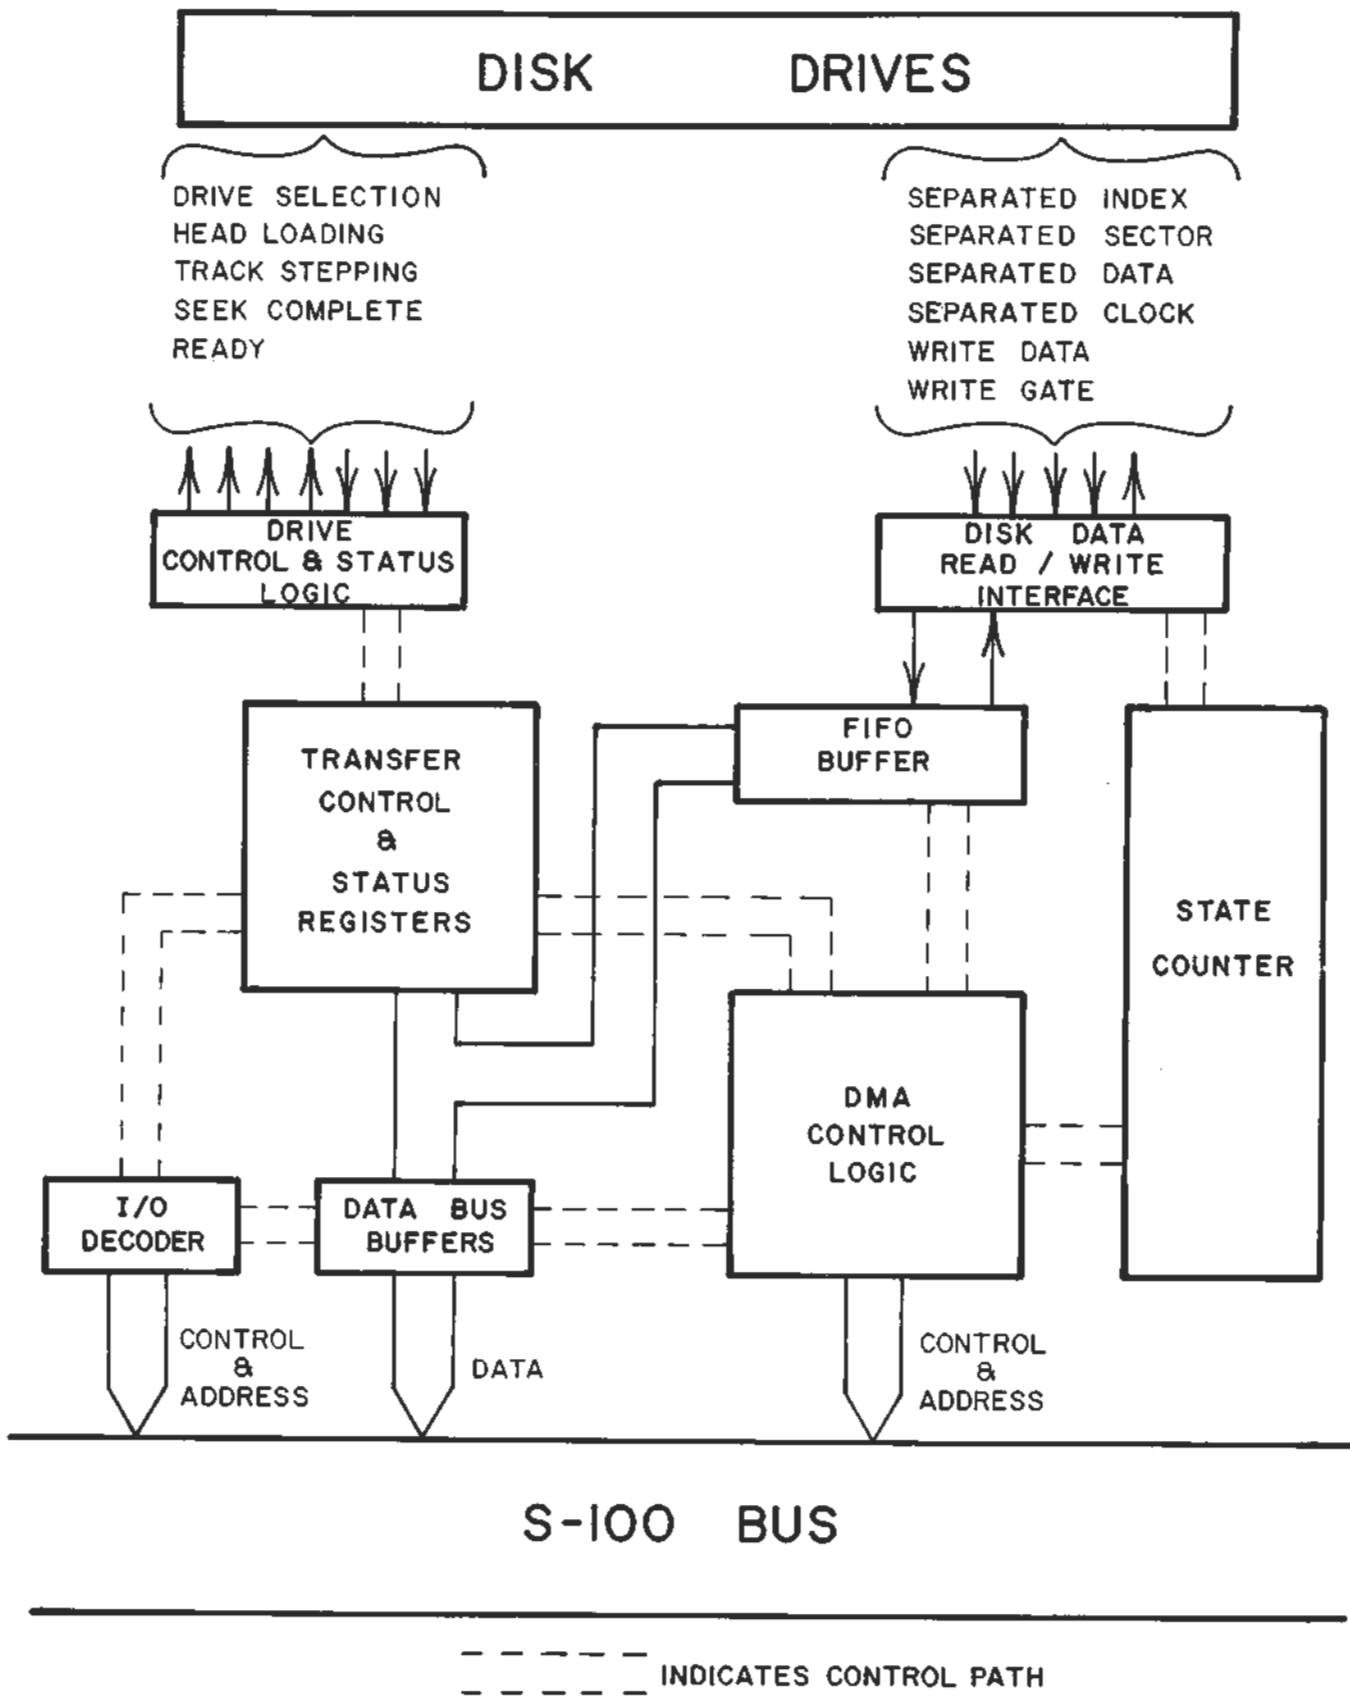 DISK DRIVES
DRIVE SELECTION
HEAD LOADING
TRACK STEPPING
SEEK COMPLETE
READY
SEPARATED INDEX
SEPARATED SECTOR
SEPARATED DATA
SEPARATED CLOCK
WRITE DATA
WRITE GATE
DRIVE
CONTROL & STATUS
LOGIC
DISK DATA
READ / WRITE
INTERFACE
TRANSFER
CONTROL
&
STATUS
REGISTERS
FIFO
BUFFER
STATE
COUNTER
DMA
CONTROL
LOGIC
I/O
DECODER
DATA BUS
BUFFERS
CONTROL
&
ADDRESS
DATA
CONTROL
&
ADDRESS
S-100 BUS
INDICATES CONTROL PATH